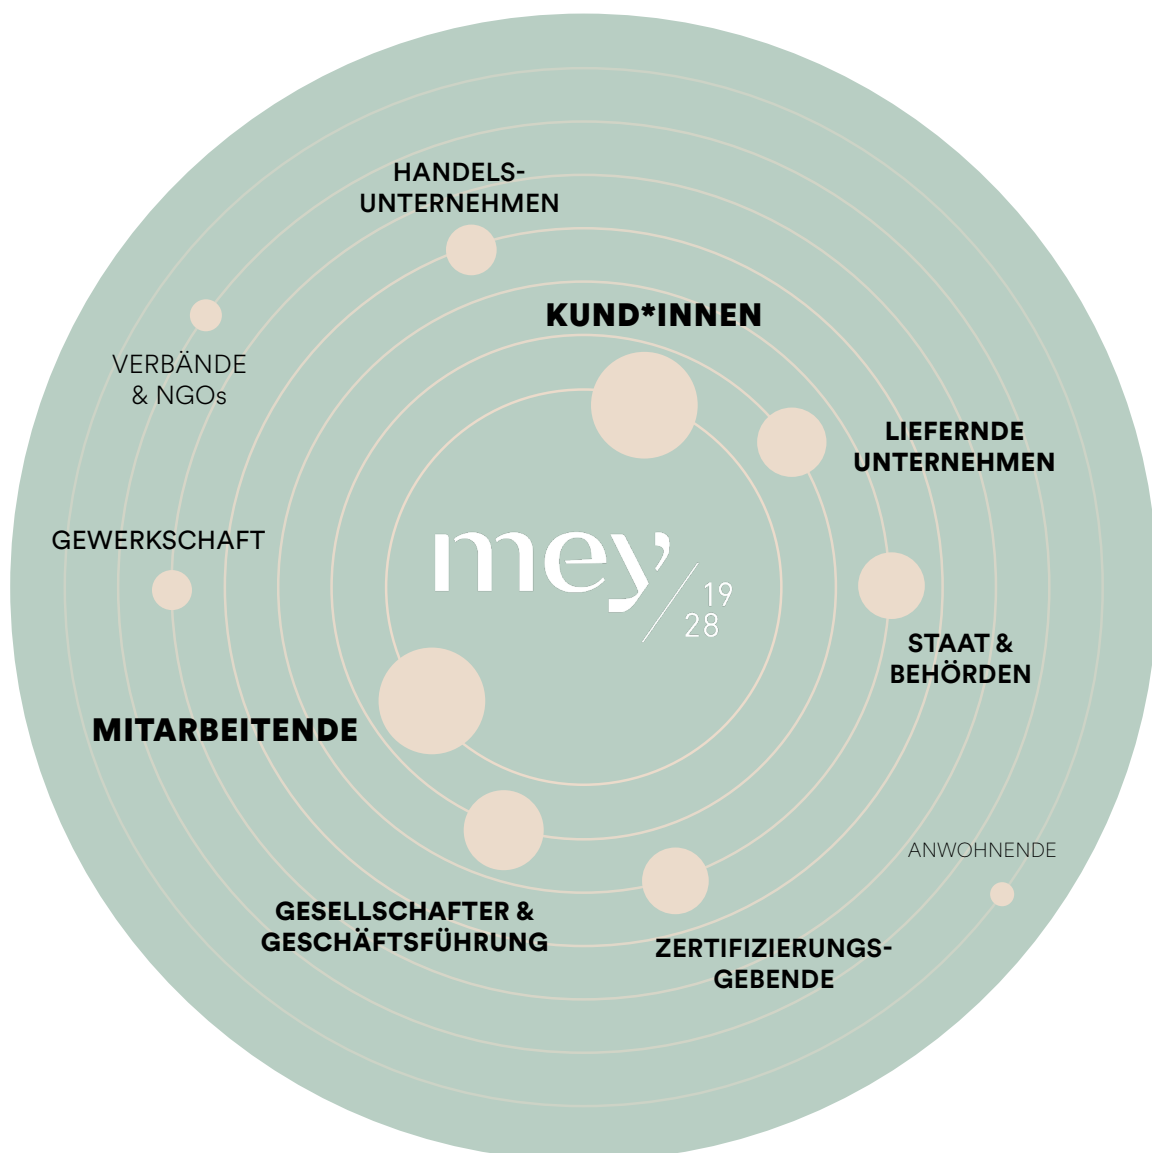 HANDELS-
UNTERNEHMEN
KUND*INNEN
VERBÄNDE
& NGOs
LIEFERNDE
UNTERNEHMEN
GEWERKSCHAFT
mey/19
28
STAAT &
BEHÖRDEN
MITARBEITENDE
ANWOHNENDE
GESELLSCHAFTER &
GESCHÄFTSFÜHRUNG
ZERTIFIZIERUNGS-
GEBENDE